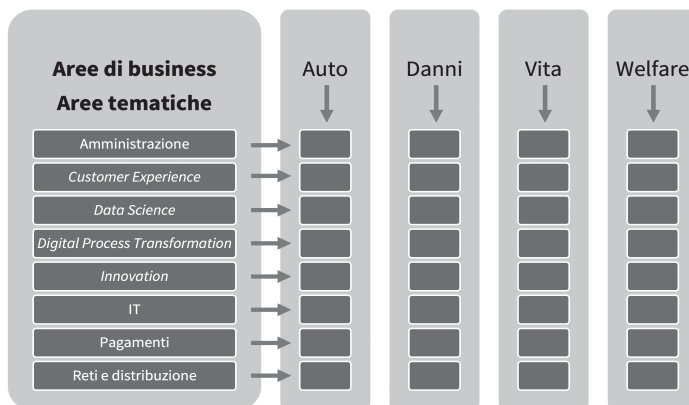 Aree di business
Aree tematiche
Auto
Danni
Vita
Welfare
Amministrazione
Customer Experience
Data Science
Digital Process Transformation
Innovation
IT
Pagamenti
Reti e distribuzione